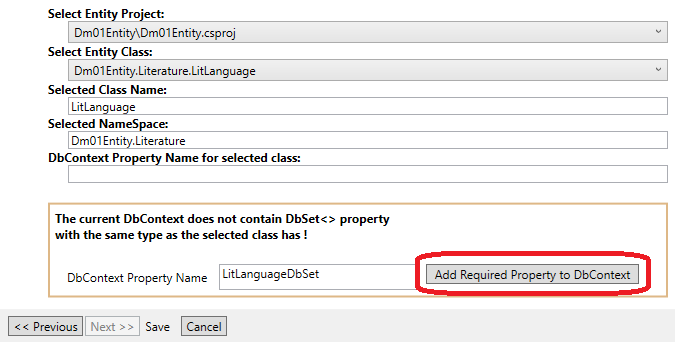 Select Entity Project:
Dm01Entity\Dm01Entity.csproj
Select Entity Class:
Dm01Entity.Literature.LitLanguage
Selected Class Name:
LitLanguage
Selected NameSpace:
Dm01Entity.Literature
DbContext Property Name for selected class:
The current DbContext does not contain DbSet<> property
with the same type as the selected class has !
DbContext Property Name LitLanguageDbSet Add Required Property to DbContext
<< Previous Next >> Save Cancel